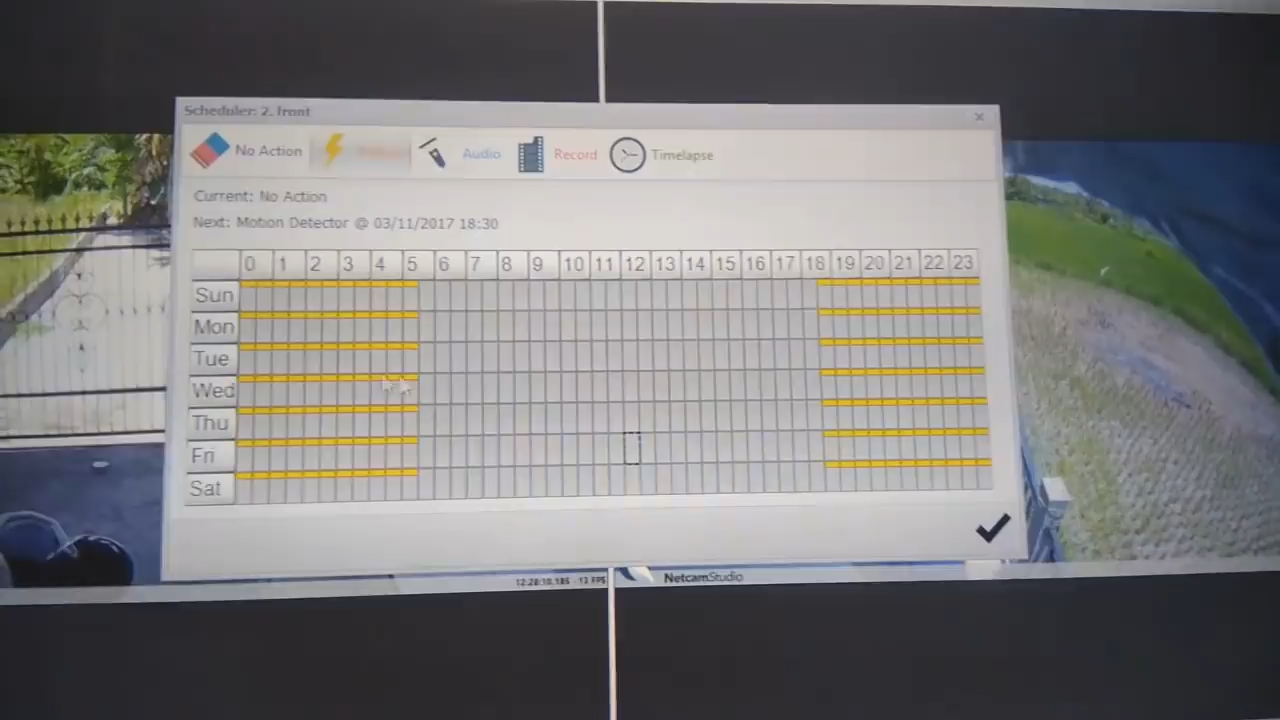 Scheduler: 2. front
No Action Audio Record Timelapse
Current: No Action
Next: Motion Detector @ 03/11/2017 18:30
0 1 2 3 4 5 6 7 8 9 10 11 12 13 14 15 16 17 18 19 20 21 22 23
Sun
Mon
Tue
Wed
Thu
Fri
Sat
NetcamStudio